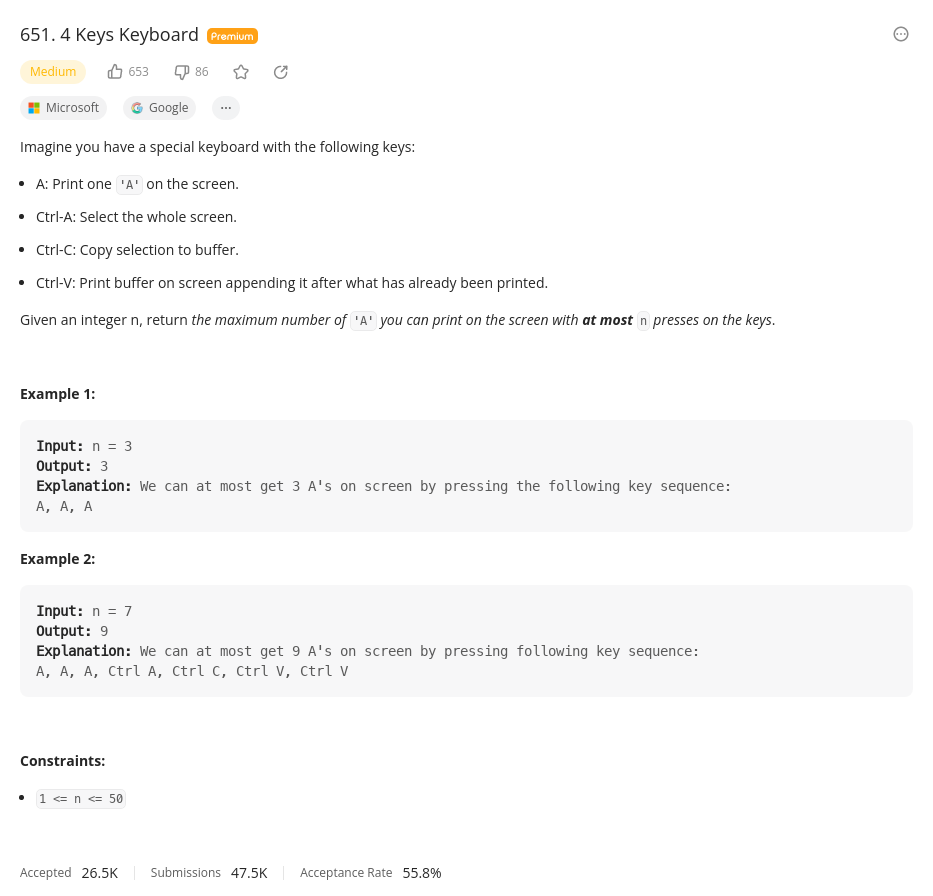 651. 4 Keys Keyboard Premium
Medium 653 86
Microsoft Google ...
Imagine you have a special keyboard with the following keys:
• A: Print one 'A' on the screen.
• Ctrl-A: Select the whole screen.
• Ctrl-C: Copy selection to buffer.
• Ctrl-V: Print buffer on screen appending it after what has already been printed.
Given an integer n, return the maximum number of 'A' you can print on the screen with at most n presses on the keys.
Example 1:
Input: n = 3
Output: 3
Explanation: We can at most get 3 A's on screen by pressing the following key sequence:
A, A, A
Example 2:
Input: n = 7
Output: 9
Explanation: We can at most get 9 A's on screen by pressing following key sequence:
A, A, A, Ctrl A, Ctrl C, Ctrl V, Ctrl V
Constraints:
• 1 <= n <= 50
Accepted 26.5K Submissions 47.5K Acceptance Rate 55.8%